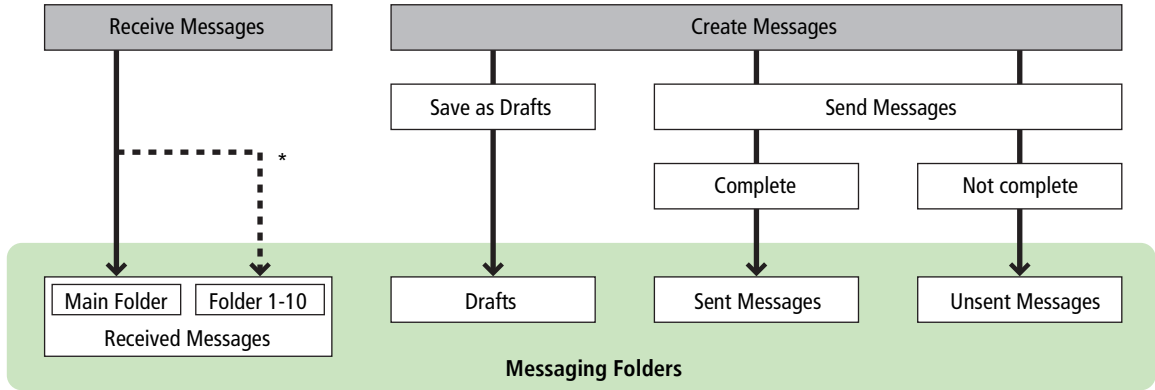 Receive Messages
Create Messages
Save as Drafts
Send Messages
*
Complete
Not complete
Main Folder
Folder 1-10
Received Messages
Drafts
Sent Messages
Unsent Messages
Messaging Folders